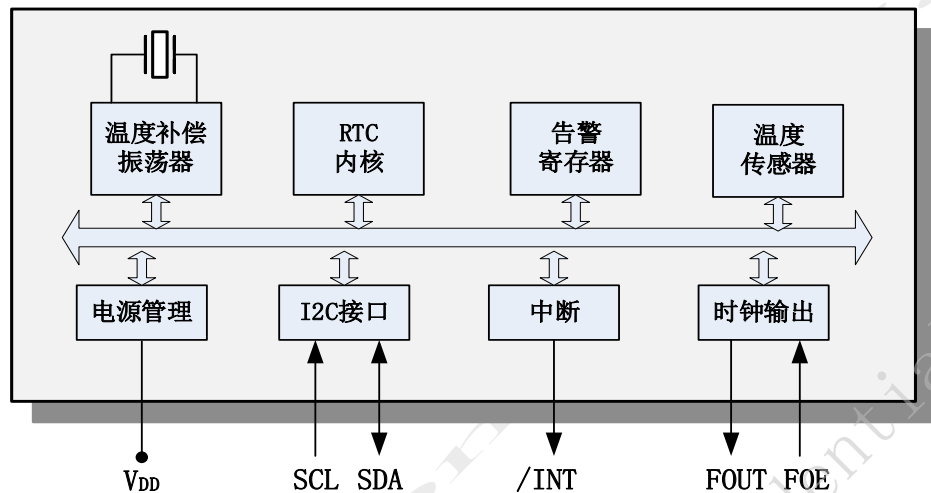 温度补偿
振荡器
RTC
内核
告警
寄存器
温度
传感器
电源管理
I2C接口
中断
时钟输出
VDD
SCL SDA
/INT
FOUT FOE